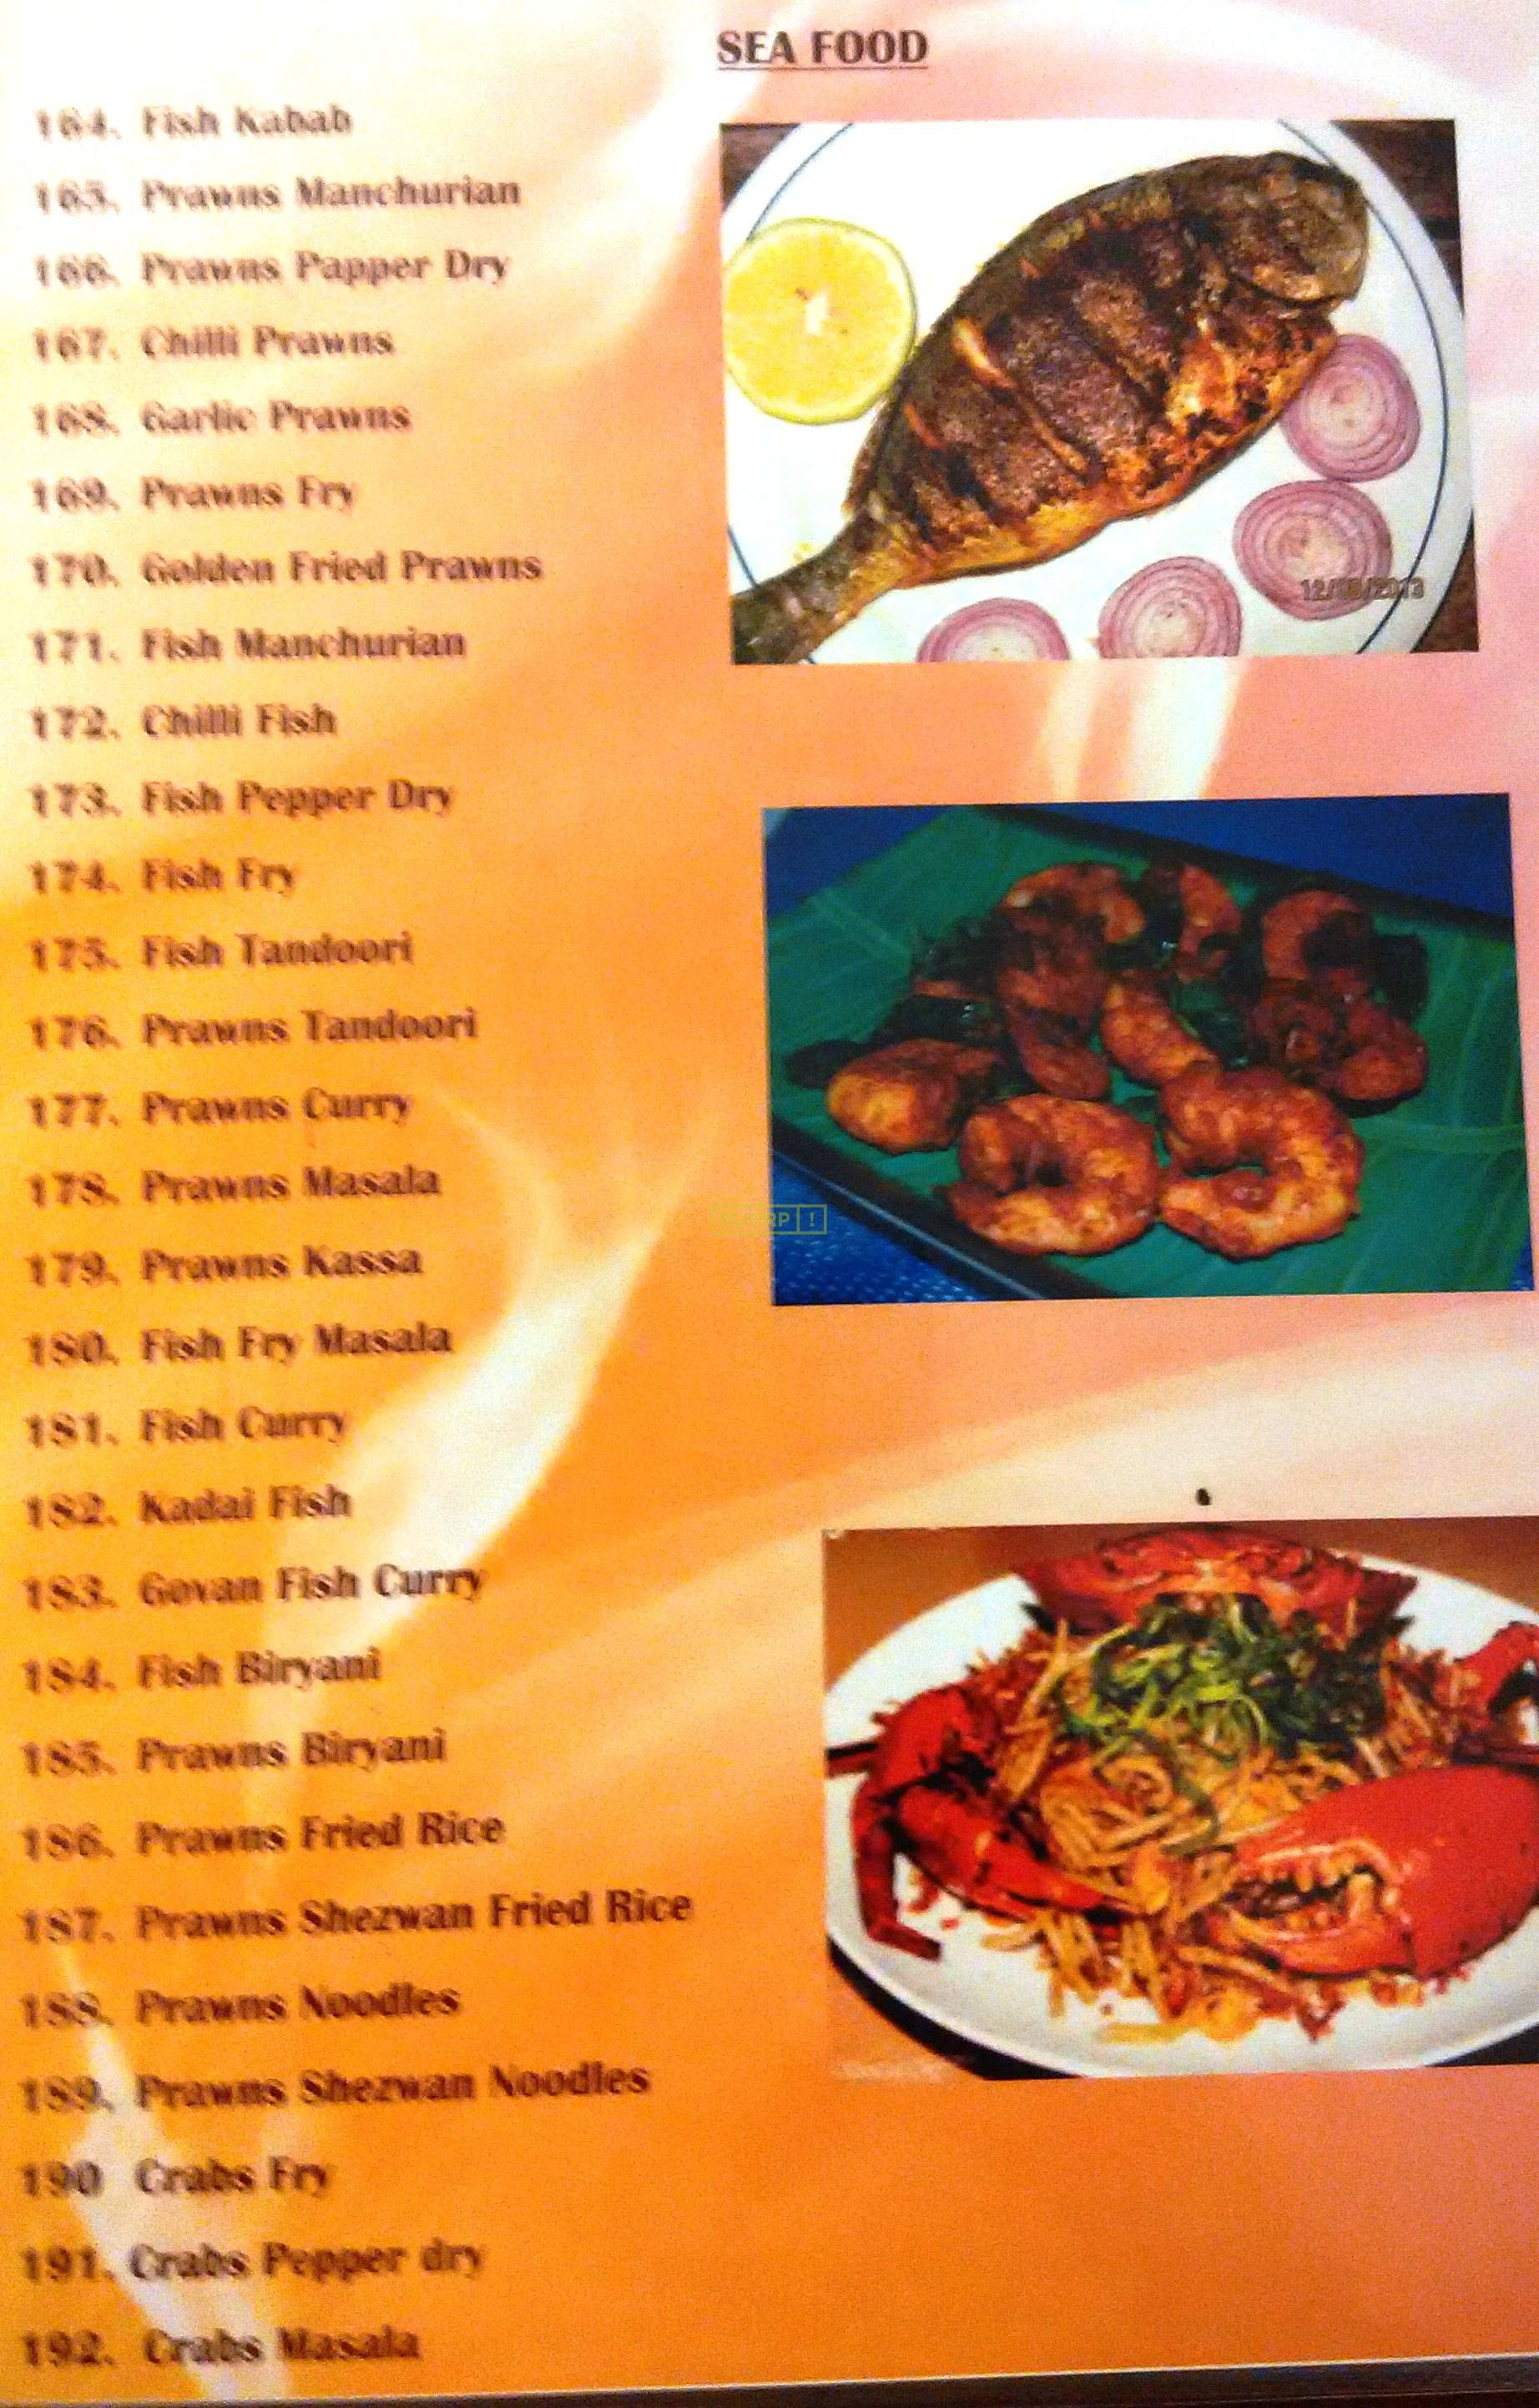 SEA FOOD
164. Fish Kabab
165. Prawns Manchurian
166. Prawns Papper Dry
167. Chilli Prawns
168. Garlic Prawns
169. Prawns Fry
170. Golden Fried Prawns
171. Fish Manchurian
172. Chilli Fish
173. Fish Pepper Dry
174. Fish Fry
175. Fish Tandoori
176. Prawns Tandoori
177. Prawns Curry
178. Prawns Masala
179. Prawns Kassa
180. Fish Fry Masala
181. Fish Curry
182. Kadai Fish
183. Govan Fish Curry
184. Fish Biryani
185. Prawns Biryani
186. Prawns Fried Rice
187. Prawns Shezwan Fried Rice
188. Prawns Noodles
189. Prawns Shezwan Noodles
190 Crabs Fry
191. Crabs Pepper dry
192. Crabs Masala